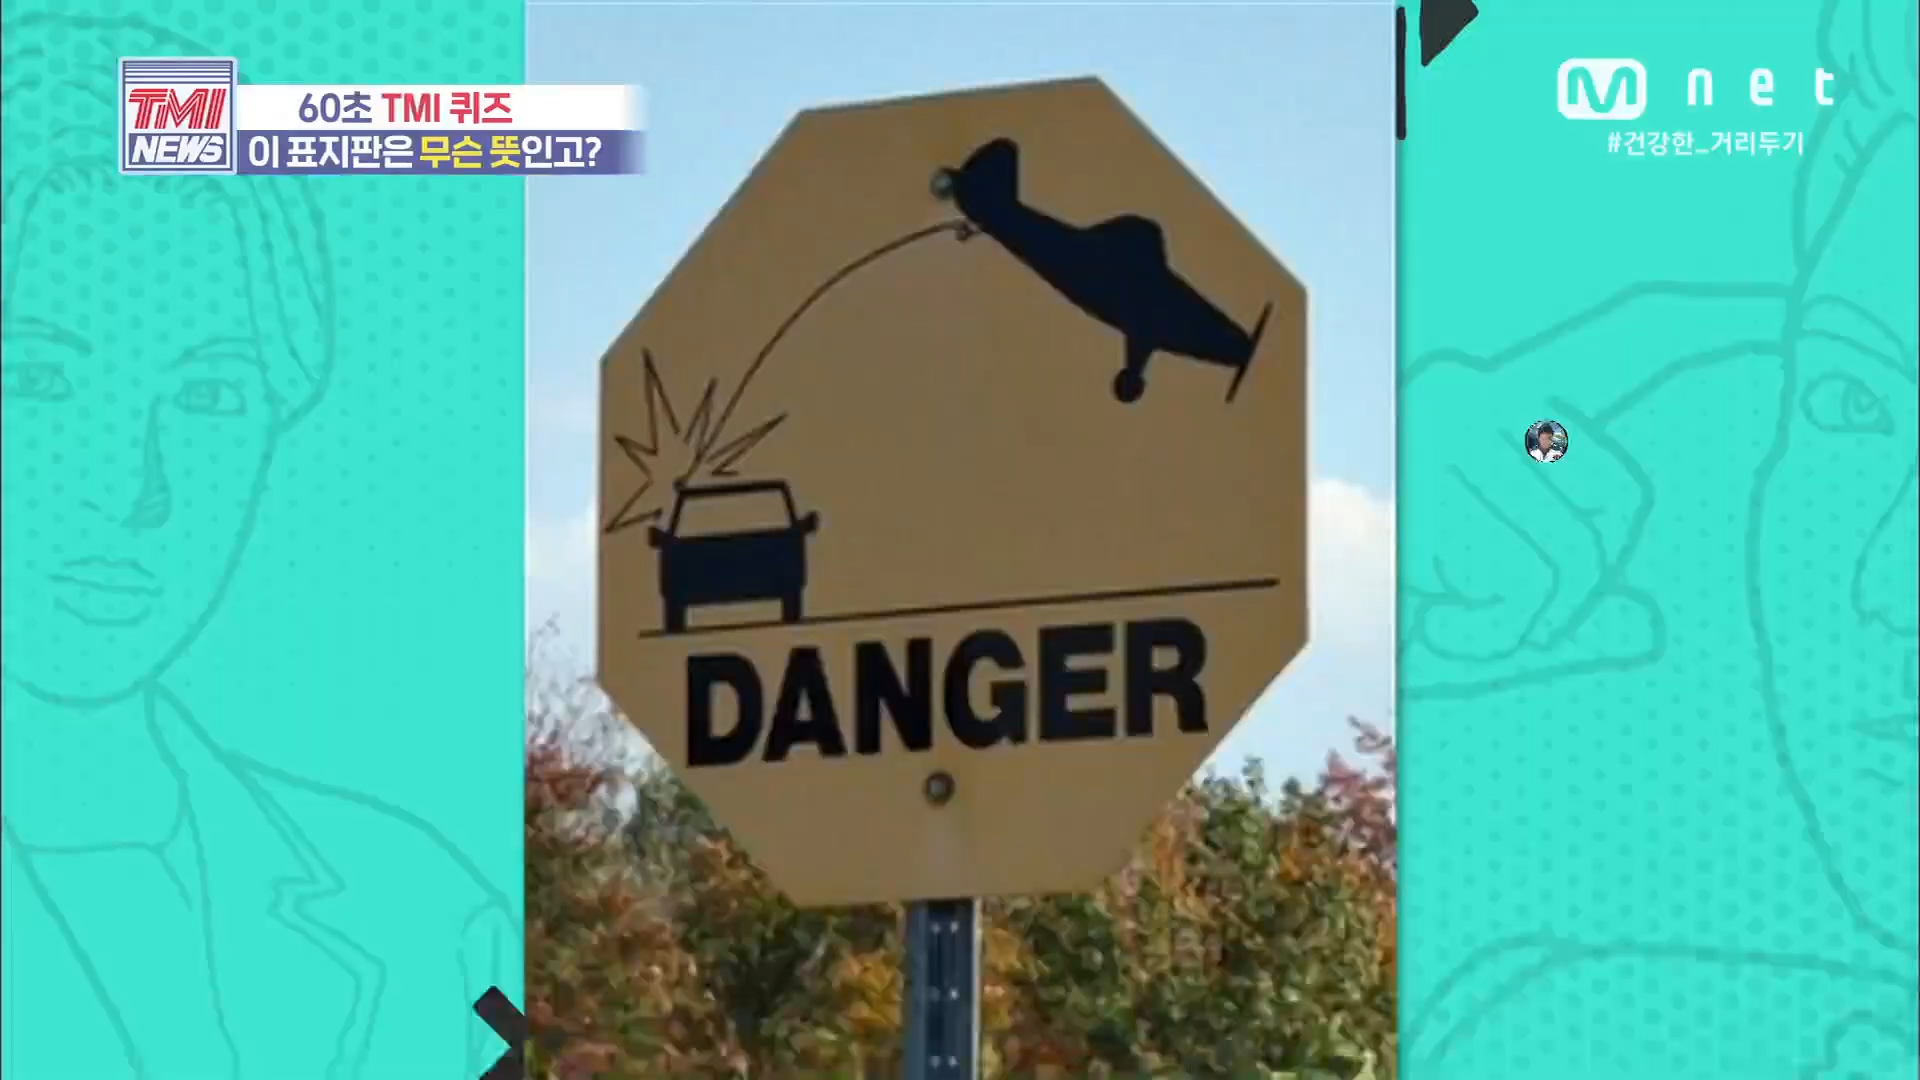 TMI
NEWS
60초 TMI 퀴즈
이 표지판은 무슨 뜻인고?
M net
#건강한_거리두기
DANGER